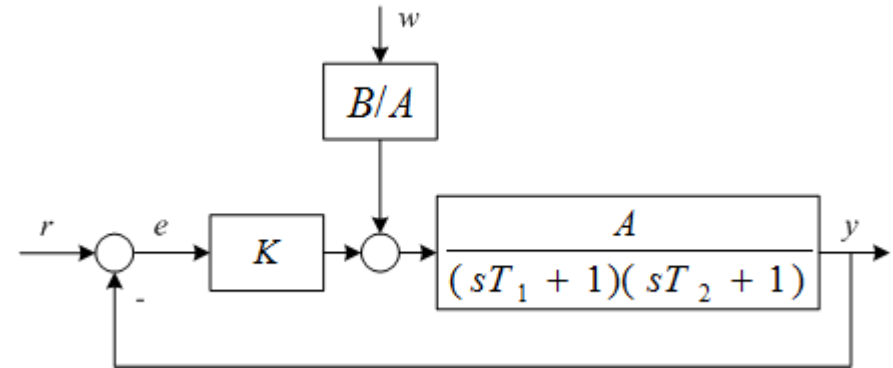 w
B/A
r
e
K
A
(sT₁ + 1)(sT₂ + 1)
y
-